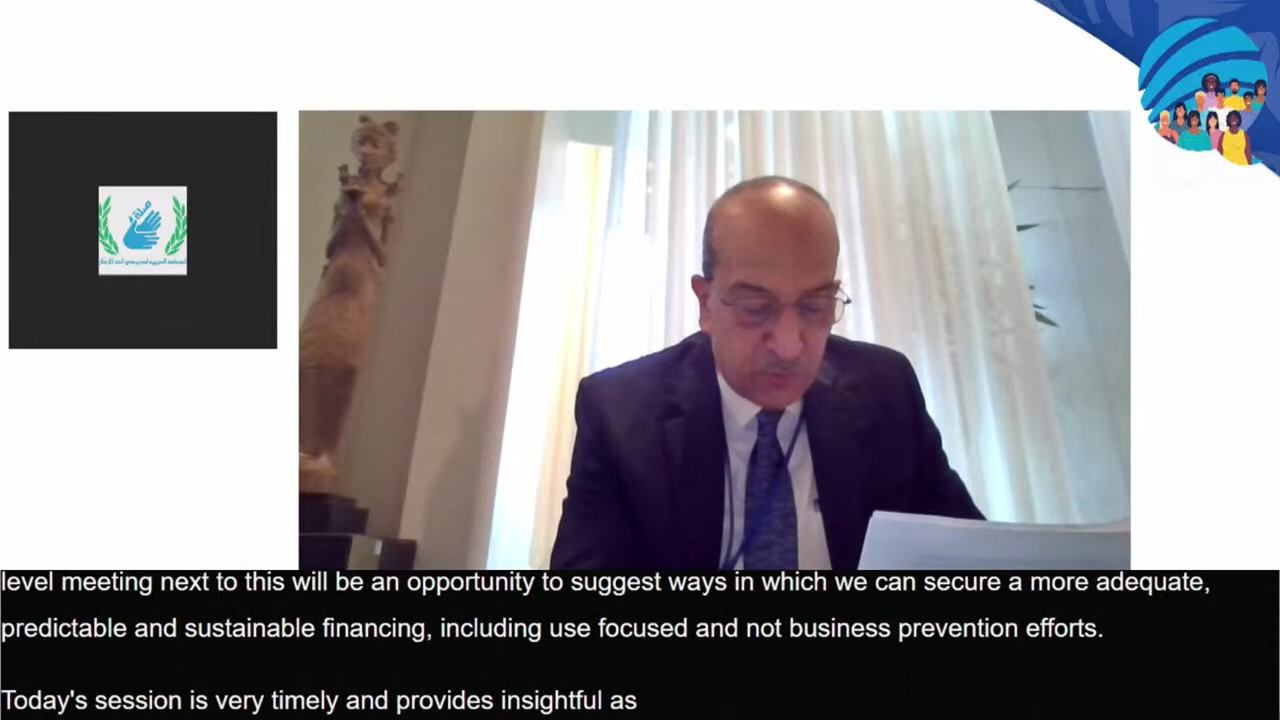 صلة
level meeting next to this will be an opportunity to suggest ways in which we can secure a more adequate,
predictable and sustainable financing, including use focused and not business prevention efforts.
Today's session is very timely and provides insightful as